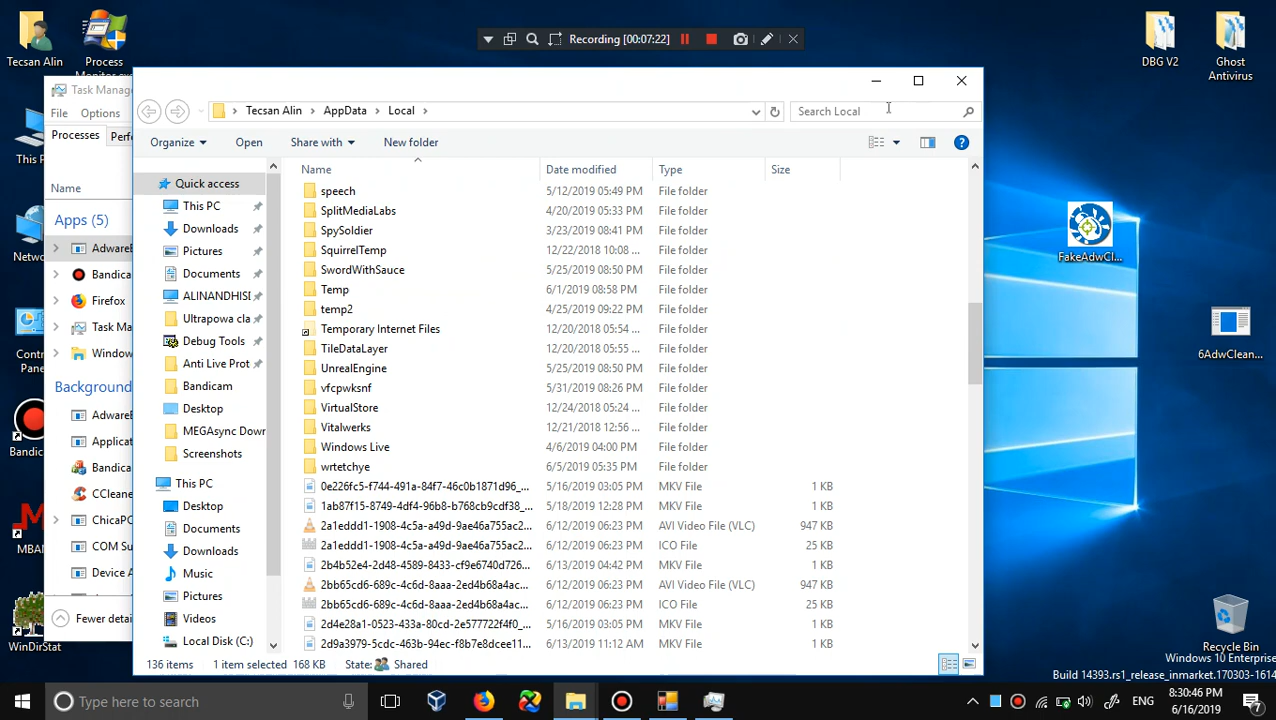 Recording [00:07:22]
Tecsan Alin
Process
Monitor.exe
DBG V2
Ghost
Antivirus
Task Manag
File
Options
Processes
Perf
Name
Apps (5)
Adware
Bandica
Firefox
Task Ma
Window
Background
Adware
Applicat
Bandica
CCleane
ChicaPC
COM Su
Device A
Fewer detai
This P
Netwo
Contr
Pane
Bandic
MBAN
WinDirStat
Tecsan Alin
AppData
Local
Search Local
Organize
Open
Share with
New folder
Name
Date modified
Type
Size
Quick access
This PC
Downloads
Pictures
Documents
ALINANDHISI
Ultrapowa cla
Debug Tools
Anti Live Prot
Bandicam
Desktop
MEGAsync Dow
Screenshots
This PC
Desktop
Documents
Downloads
Music
Pictures
Videos
Local Disk (C:)
speech 5/12/2019 05:49 PM File folder
SplitMediaLabs 4/20/2019 05:33 PM File folder
SpySoldier 3/23/2019 08:41 PM File folder
SquirrelTemp 12/22/2018 10:08 ... File folder
SwordWithSauce 5/25/2019 08:50 PM File folder
Temp 6/1/2019 08:58 PM File folder
temp2 4/25/2019 09:22 PM File folder
Temporary Internet Files 12/20/2018 05:54 ... File folder
TileDataLayer 12/20/2018 05:55 ... File folder
UnrealEngine 5/25/2019 08:50 PM File folder
vfcpwksnf 5/31/2019 08:26 PM File folder
VirtualStore 12/24/2018 05:24 ... File folder
Vitalwerks 12/21/2018 12:56 ... File folder
Windows Live 4/6/2019 04:00 PM File folder
wrtetchye 6/5/2019 05:35 PM File folder
0e226fc5-f744-491a-84f7-46c0b1871d96_... 5/16/2019 03:05 PM MKV File 1 KB
1ab87f15-8749-4df4-96b8-b768cb9cdf38_... 5/18/2019 12:28 PM MKV File 1 KB
2a1eddd1-1908-4c5a-a49d-9ae46a755ac2... 6/12/2019 06:23 PM AVI Video File (VLC) 947 KB
2a1eddd1-1908-4c5a-a49d-9ae46a755ac2... 6/12/2019 06:23 PM ICO File 25 KB
2b4b52e4-2d48-4589-8433-cf9e6740d726... 6/13/2019 04:42 PM MKV File 1 KB
2bb65cd6-689c-4c6d-8aaa-2ed4b68a4ac... 6/12/2019 06:23 PM AVI Video File (VLC) 947 KB
2bb65cd6-689c-4c6d-8aaa-2ed4b68a4ac... 6/12/2019 06:23 PM ICO File 25 KB
2d4e28a1-0523-433a-80cd-2e577722f4f0_... 5/16/2019 03:05 PM MKV File 1 KB
2d9a3979-5cdc-463b-94ec-f8b7e8dcee11... 6/13/2019 11:12 AM MKV File 1 KB
136 items 1 item selected 168 KB State: Shared
FakeAdwCl...
6AdwClean...
Recycle Bin
Windows 10 Enterprise
Build 14393.rs1_release_inmarket.170303-1614
Type here to search
ENG
8:30:46 PM
6/16/2019
7